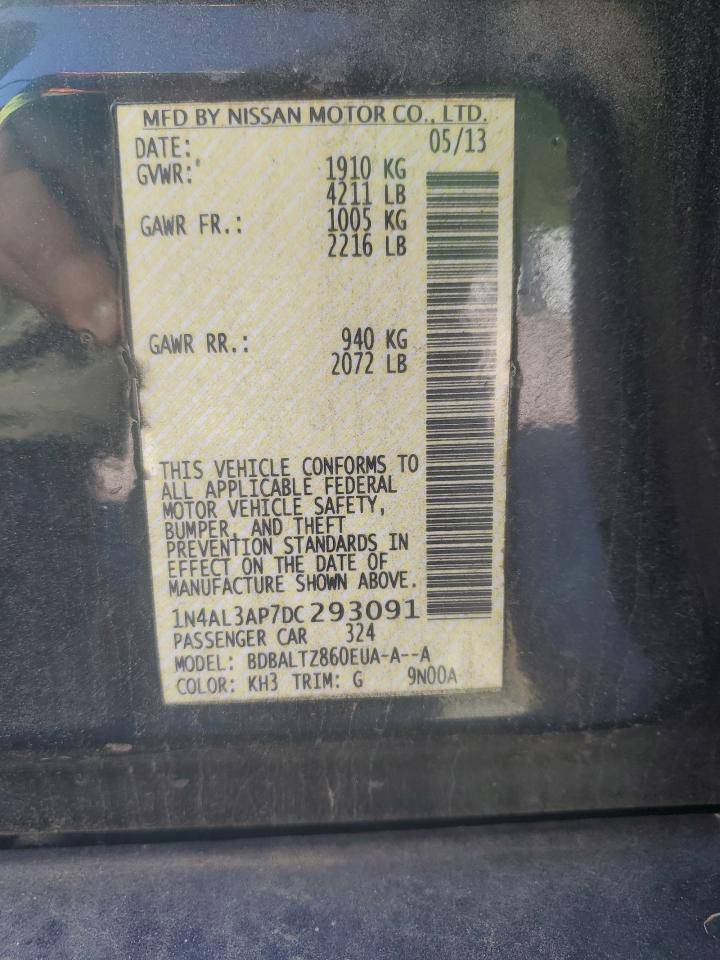 MFD BY NISSAN MOTOR CO., LTD.
DATE: 05/13
GVWR: 1910 KG
4211 LB
GAWR FR.: 1005 KG
2216 LB
GAWR RR.: 940 KG
2072 LB
THIS VEHICLE CONFORMS TO
ALL APPLICABLE FEDERAL
MOTOR VEHICLE SAFETY,
BUMPER, AND THEFT
PREVENTION STANDARDS IN
EFFECT ON THE DATE OF
MANUFACTURE SHOWN ABOVE.
1N4AL3AP7DC293091
PASSENGER CAR 324
MODEL: BDBALTZ860EUA-A--A
COLOR: KH3 TRIM: G 9N00A